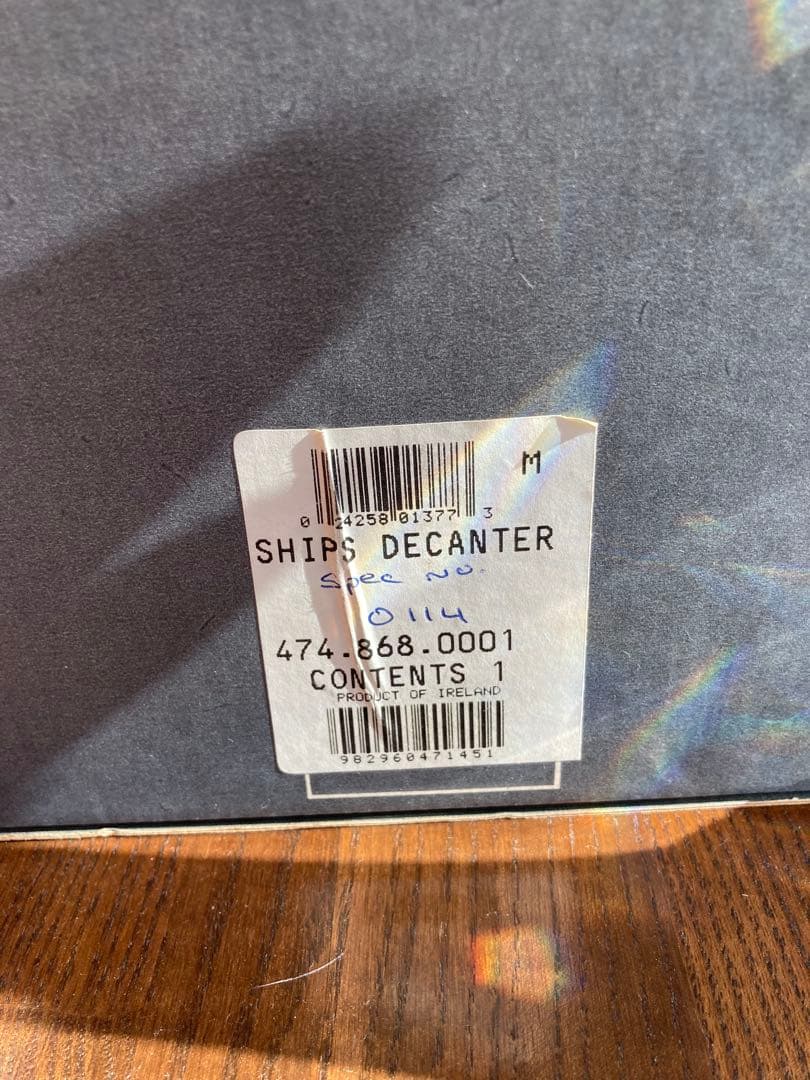 M
0 24258 01377 3
SHIPS DECANTER
Spec No.
0114
474.868.0001
CONTENTS 1
PRODUCT OF IRELAND
982960471451